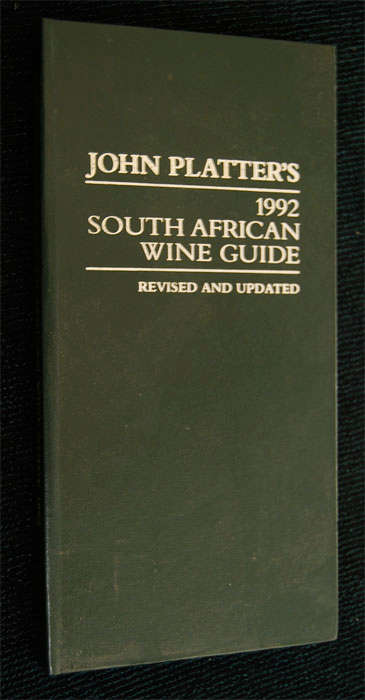 JOHN PLATTER'S
1992
SOUTH AFRICAN
WINE GUIDE
REVISED AND UPDATED